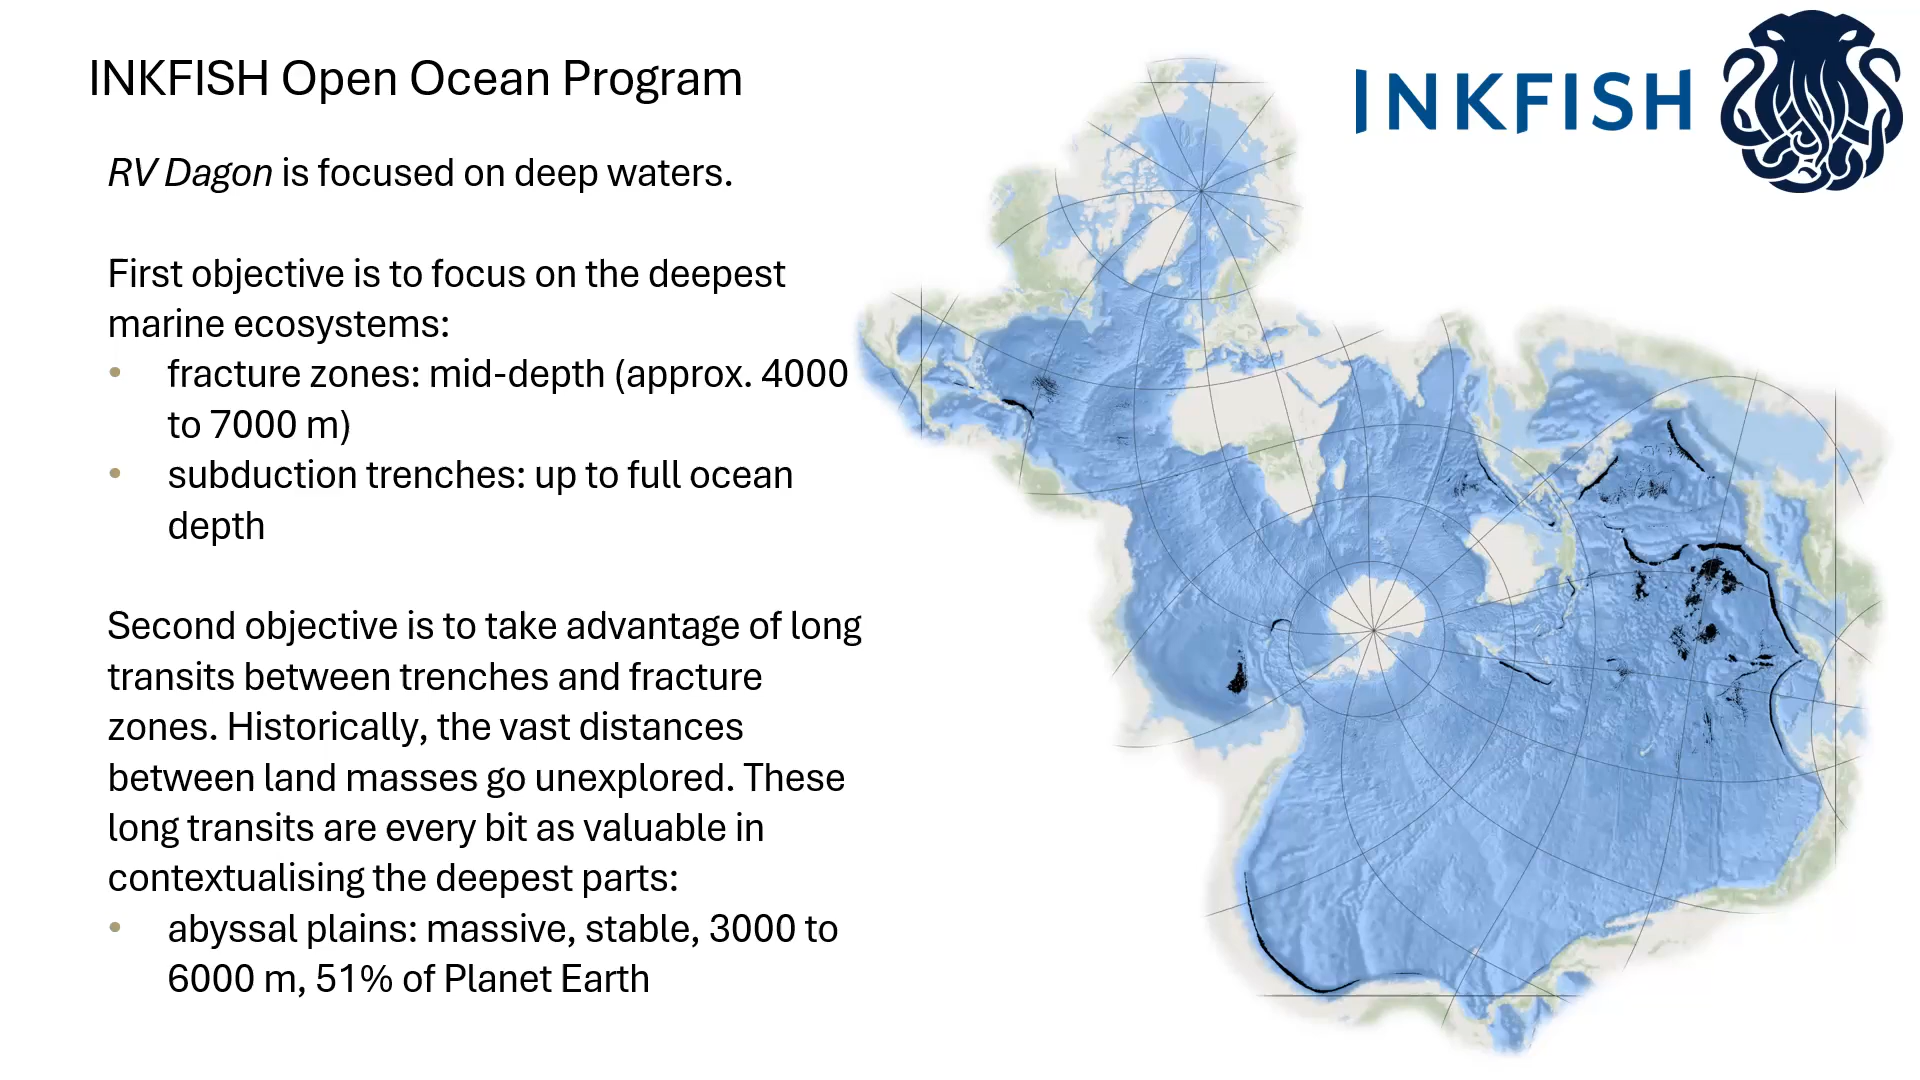 INKFISH Open Ocean Program
INKFISH
RV Dagon is focused on deep waters.
First objective is to focus on the deepest
marine ecosystems:
• fracture zones: mid-depth (approx. 4000
to 7000 m)
• subduction trenches: up to full ocean
depth
Second objective is to take advantage of long
transits between trenches and fracture
zones. Historically, the vast distances
between land masses go unexplored. These
long transits are every bit as valuable in
contextualising the deepest parts:
• abyssal plains: massive, stable, 3000 to
6000 m, 51% of Planet Earth